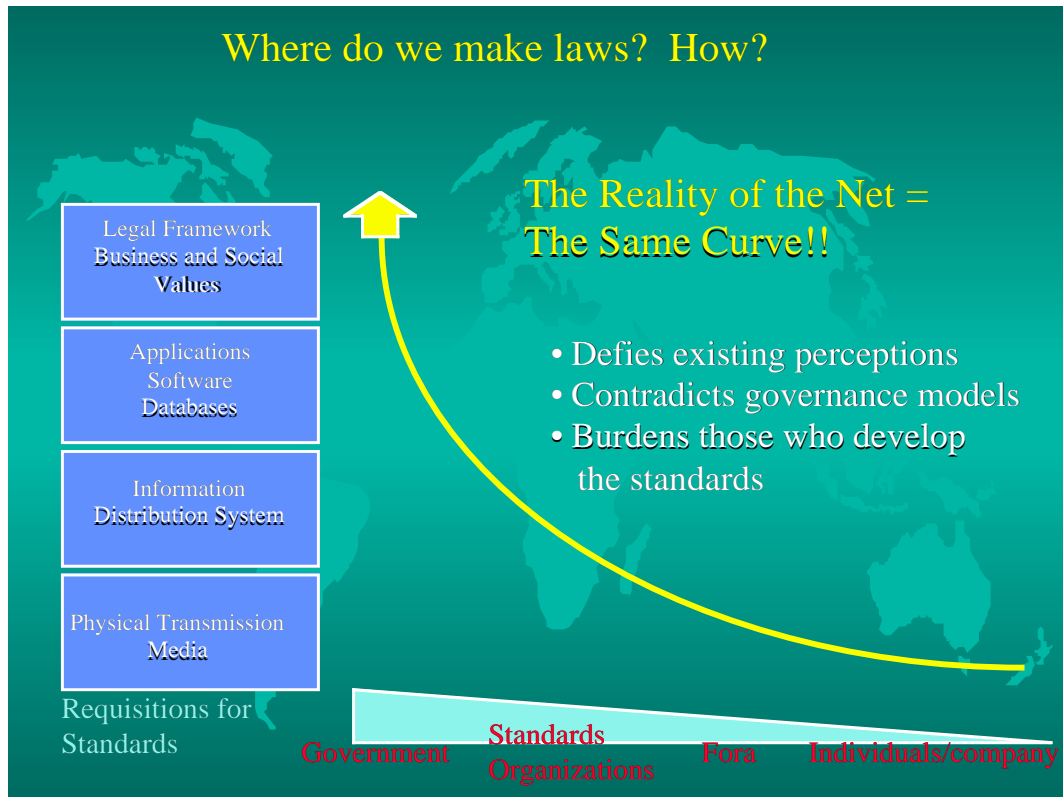 Where do we make laws?  How?
The Reality of the Net =
The Same Curve!!
Legal Framework
Business and Social
Values
Applications
Software
Databases
Information
Distribution System
Physical Transmission
Media
• Defies existing perceptions
• Contradicts governance models
• Burdens those who develop
the standards
Requisitions for
Standards
Government
Standards
Organizations
Fora
Individuals/company